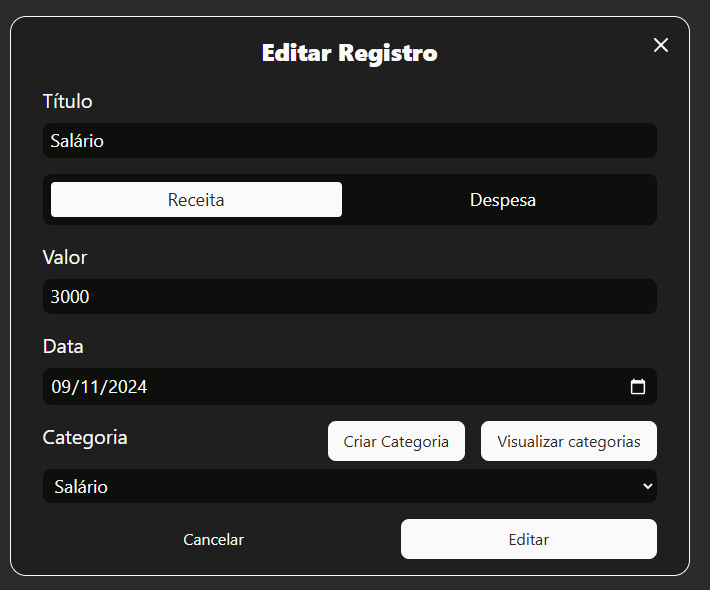 Editar Registro
Título
Salário
Receita Despesa
Valor
3000
Data
09/11/2024
Categoria Criar Categoria Visualizar categorias
Salário
Cancelar Editar